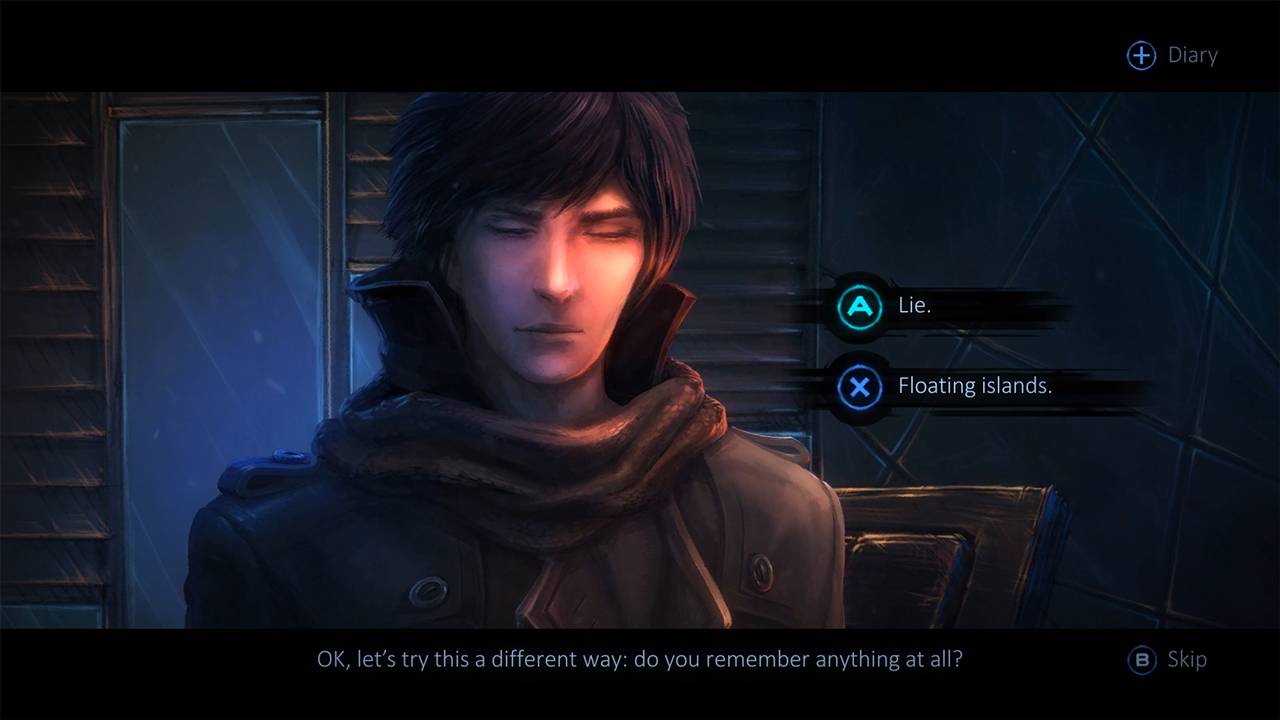 + Diary
A Lie.
X Floating islands.
OK, let’s try this a different way: do you remember anything at all?
B Skip